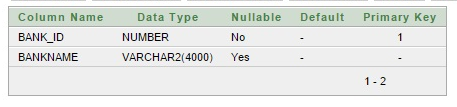 Column Name Data Type Nullable Default Primary Key
BANK_ID NUMBER No - 1
BANKNAME VARCHAR2(4000) Yes - -
1 - 2